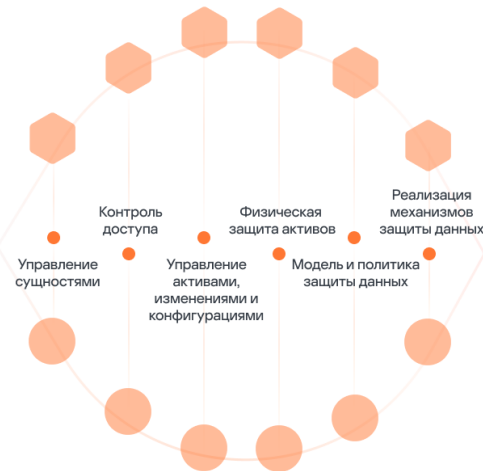 Управление
сущностями
Контроль
доступа
Управление
активами,
изменениями и
конфигурациями
Физическая
защита активов
Модель и политика
защиты данных
Реализация
механизмов
защиты данных